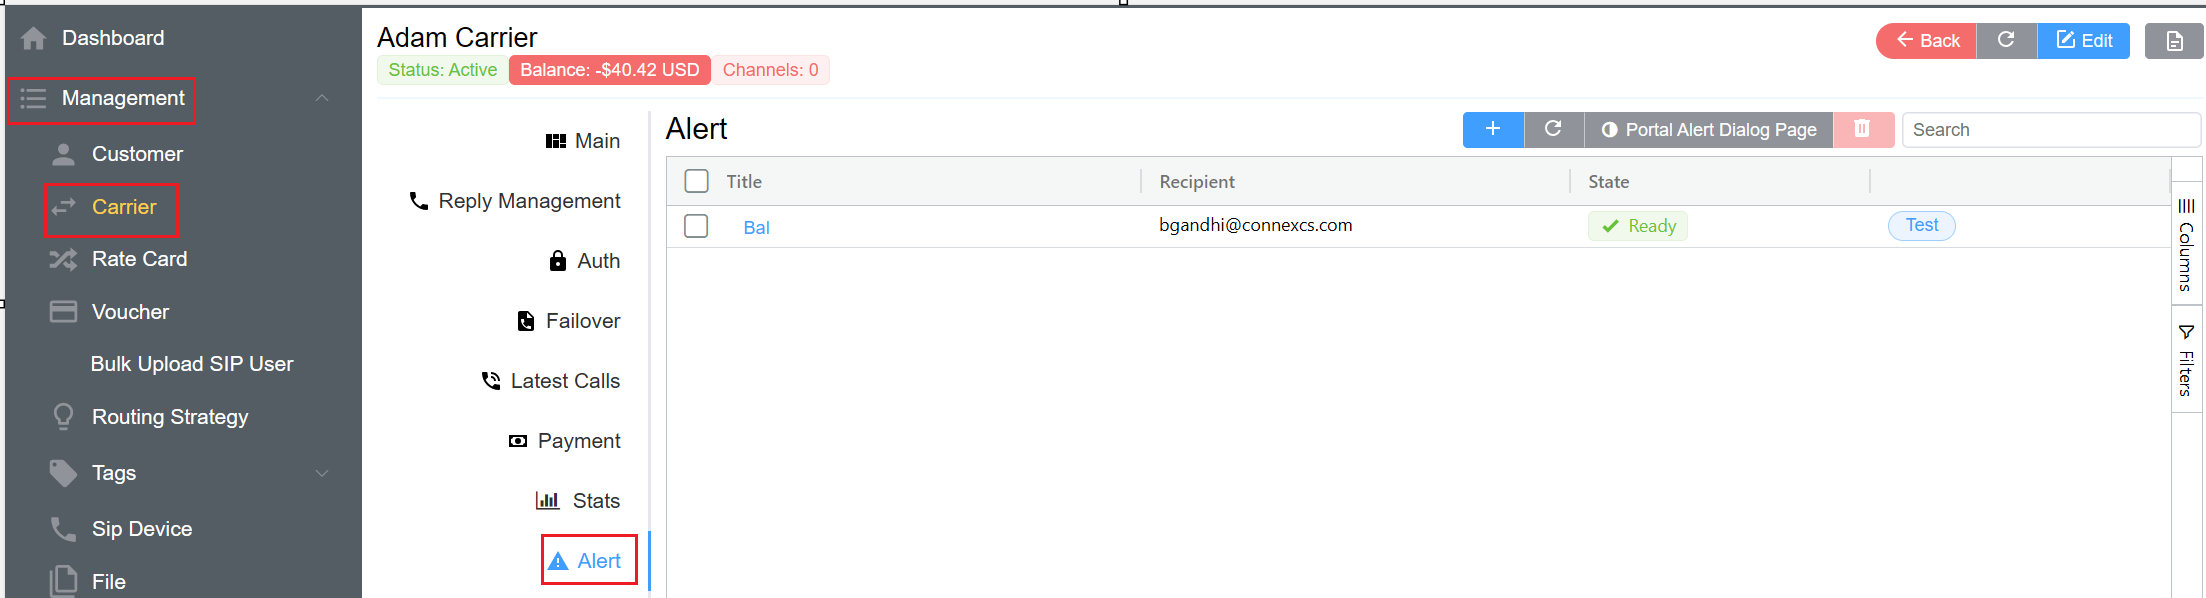 Dashboard
Management
Customer
Carrier
Rate Card
Voucher
Bulk Upload SIP User
Routing Strategy
Tags
Sip Device
File
Adam Carrier
Status: Active
Balance: -$40.42 USD
Channels: 0
Back
Edit
Main
Reply Management
Auth
Failover
Latest Calls
Payment
Stats
Alert
Alert
Portal Alert Dialog Page
Search
Title Recipient State
Bal bgandhi@connexcs.com Ready Test
Columns
Filters